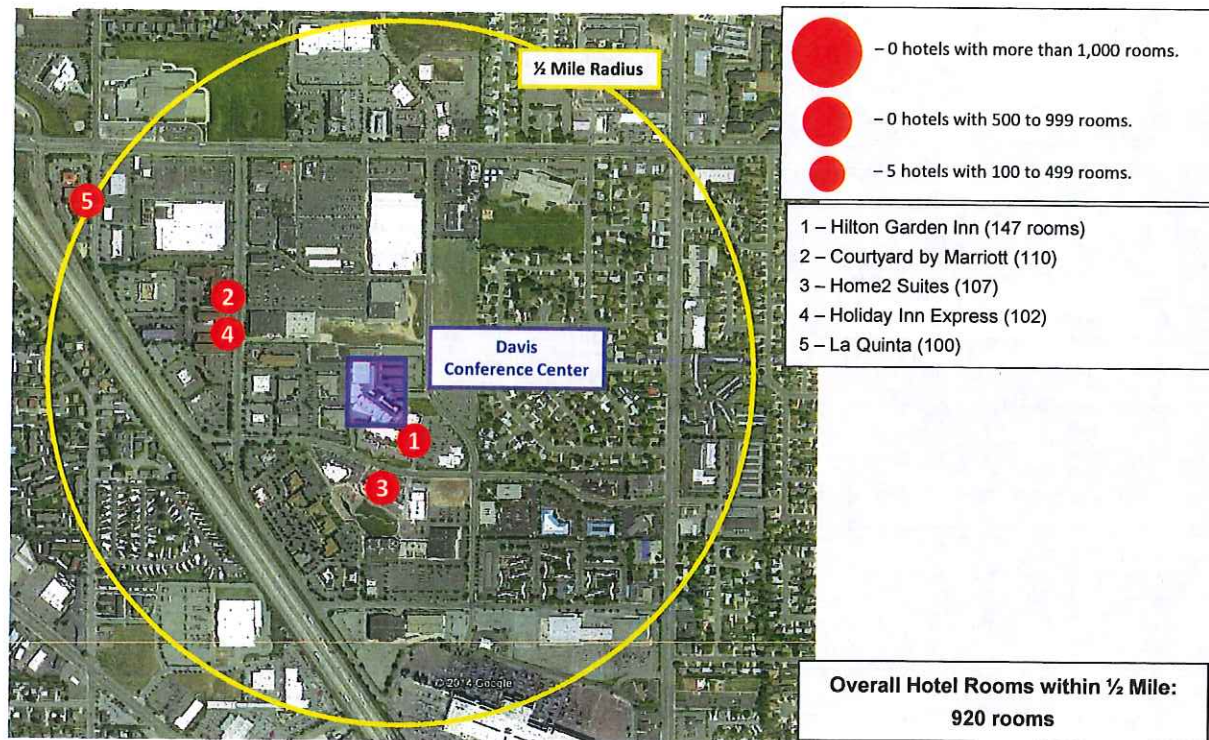 ½ Mile Radius
– 0 hotels with more than 1,000 rooms.
– 0 hotels with 500 to 999 rooms.
– 5 hotels with 100 to 499 rooms.
1 – Hilton Garden Inn (147 rooms)
2 – Courtyard by Marriott (110)
3 – Home2 Suites (107)
4 – Holiday Inn Express (102)
5 – La Quinta (100)
5
2
4
Davis
Conference Center
1
3
© 2014 Google
Overall Hotel Rooms within ½ Mile:
920 rooms